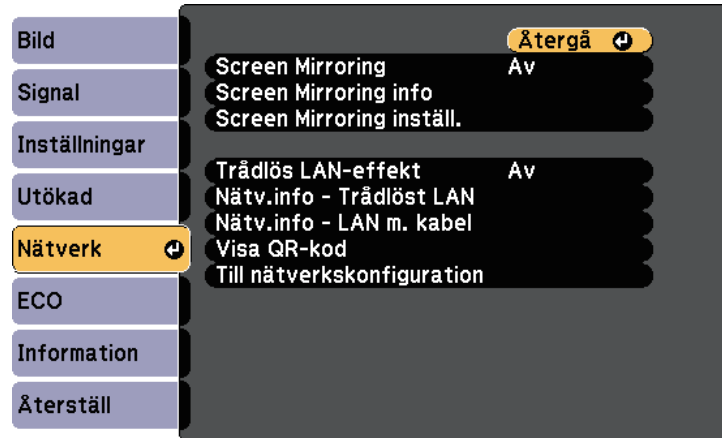 Bild
Signal
Inställningar
Utökad
Nätverk
ECO
Information
Återställ
Återgå
Screen Mirroring Av
Screen Mirroring info
Screen Mirroring inställ.
Trådlös LAN-effekt Av
Nätv.info - Trådlöst LAN
Nätv.info - LAN m. kabel
Visa QR-kod
Till nätverkskonfiguration